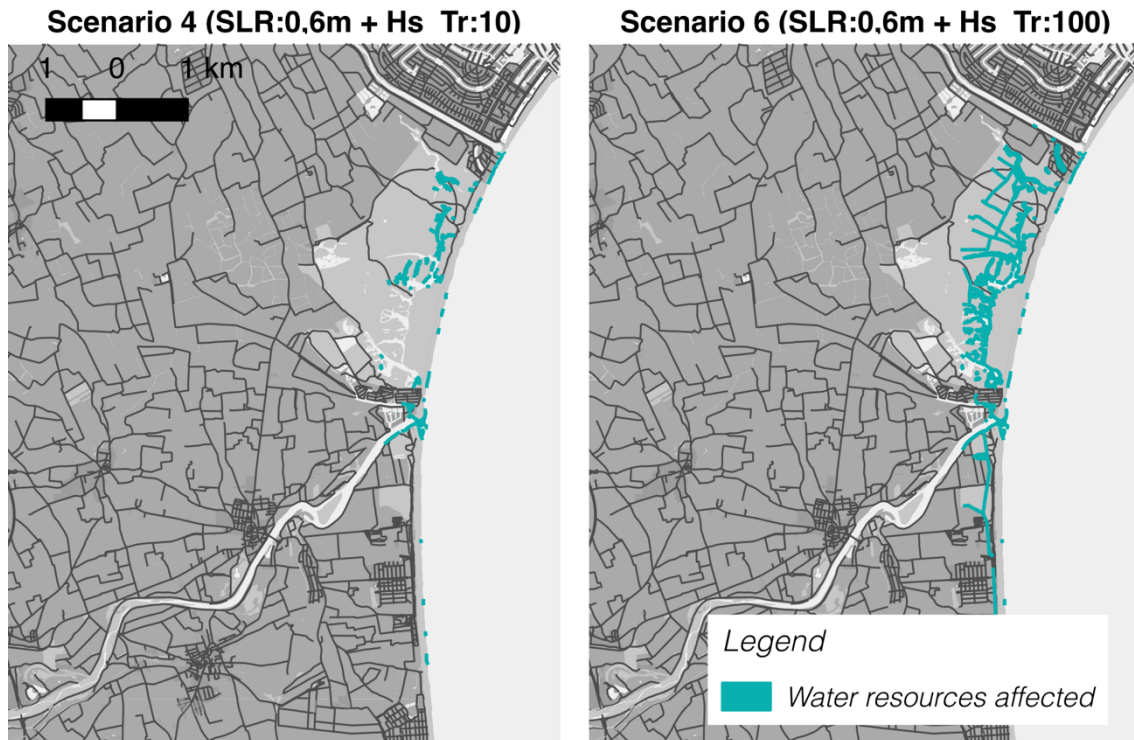 Scenario 4 (SLR:0,6m + Hs Tr:10)
Scenario 6 (SLR:0,6m + Hs Tr:100)
1 0 1 km
Legend
Water resources affected